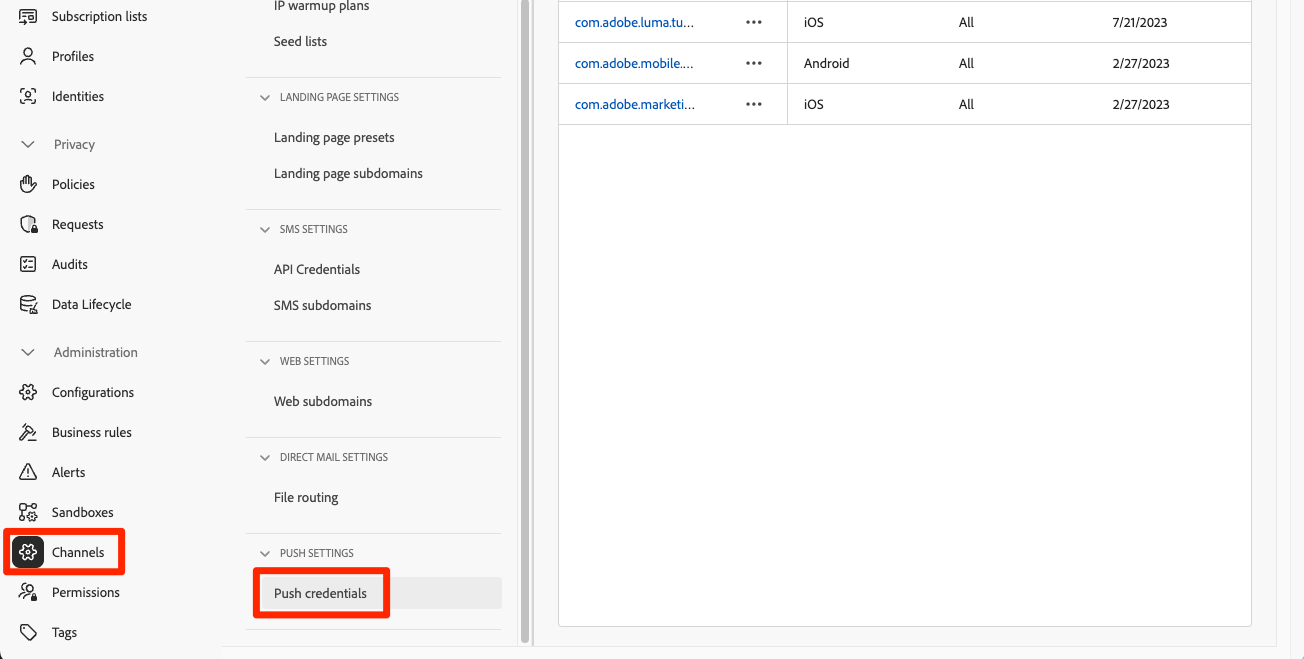 Subscription lists
Profiles
Identities
Privacy
Policies
Requests
Audits
Data Lifecycle
Administration
Configurations
Business rules
Alerts
Sandboxes
Channels
Permissions
Tags
IP warmup plans
Seed lists
LANDING PAGE SETTINGS
Landing page presets
Landing page subdomains
SMS SETTINGS
API Credentials
SMS subdomains
WEB SETTINGS
Web subdomains
DIRECT MAIL SETTINGS
File routing
PUSH SETTINGS
Push credentials
com.adobe.luma.tu... iOS All 7/21/2023
com.adobe.mobile.... Android All 2/27/2023
com.adobe.marketi... iOS All 2/27/2023